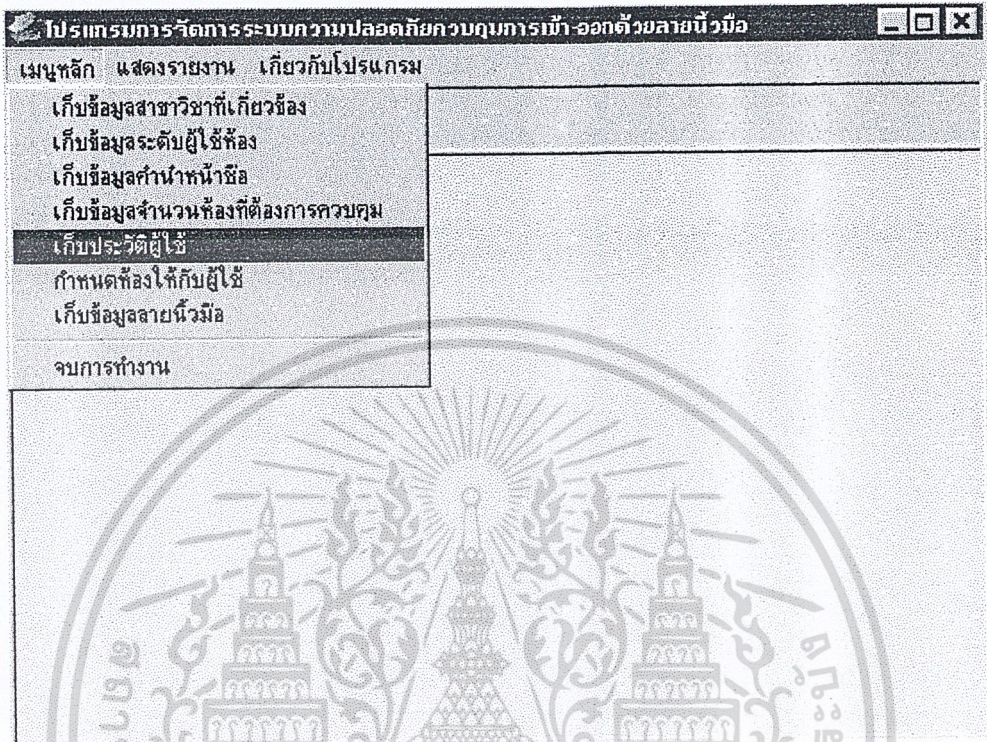 โปรแกรมการจัดการระบบความปลอดภัยควบคุมการเข้า-ออกด้วยลายนิ้วมือ
เมนูหลัก แสดงรายงาน เกี่ยวกับโปรแกรม
เก็บข้อมูลสาขาวิชาที่เกี่ยวข้อง
เก็บข้อมูลระดับผู้ใช้ห้อง
เก็บข้อมูลคำนำหน้าชื่อ
เก็บข้อมูลจำนวนห้องที่ต้องการควบคุม
เก็บประวัติผู้ใช้
กำหนดห้องให้กับผู้ใช้
เก็บข้อมูลลายนิ้วมือ
จบการทำงาน